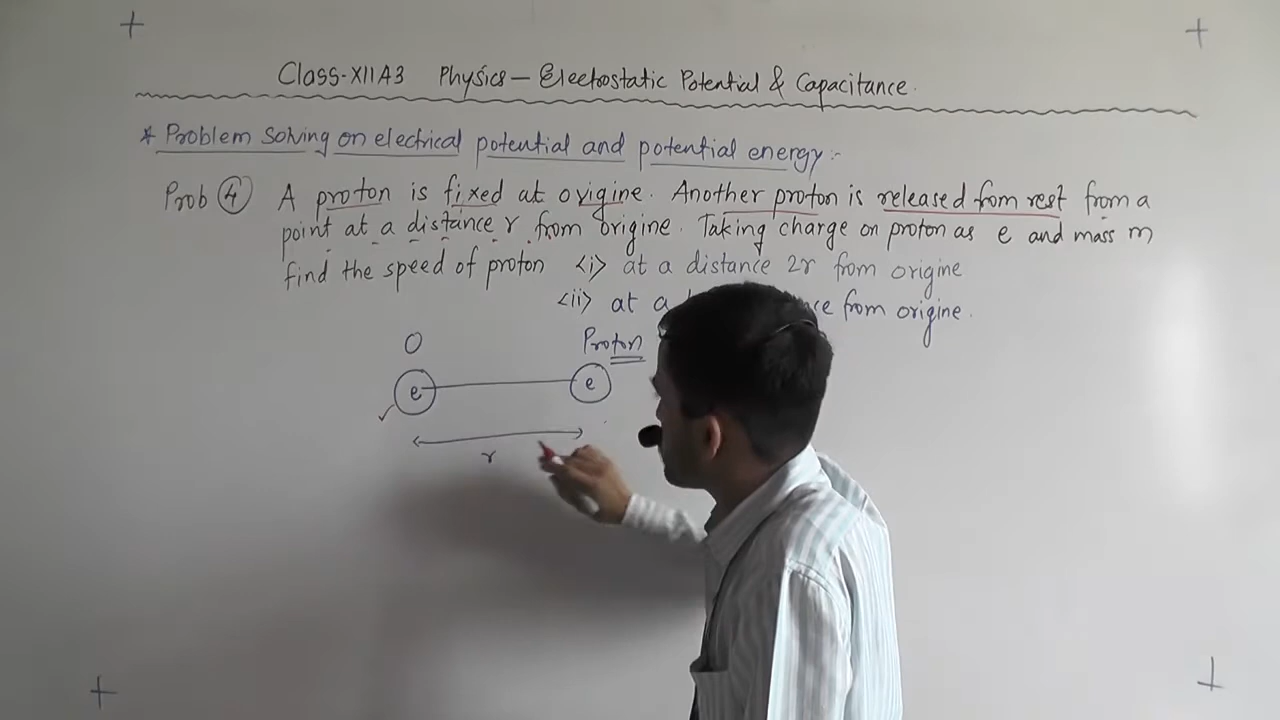 Class-XII A3 Physics — Electrostatic Potential & Capacitance.
* Problem solving on electrical potential and potential energy:-
Prob 4 A proton is fixed at origine. Another proton is released from rest from a
point at a distance r from origine. Taking charge on proton as e and mass m
find the speed of proton <i> at a distance 2r from origine
<ii> at a from origine.
O Proton
e e
r